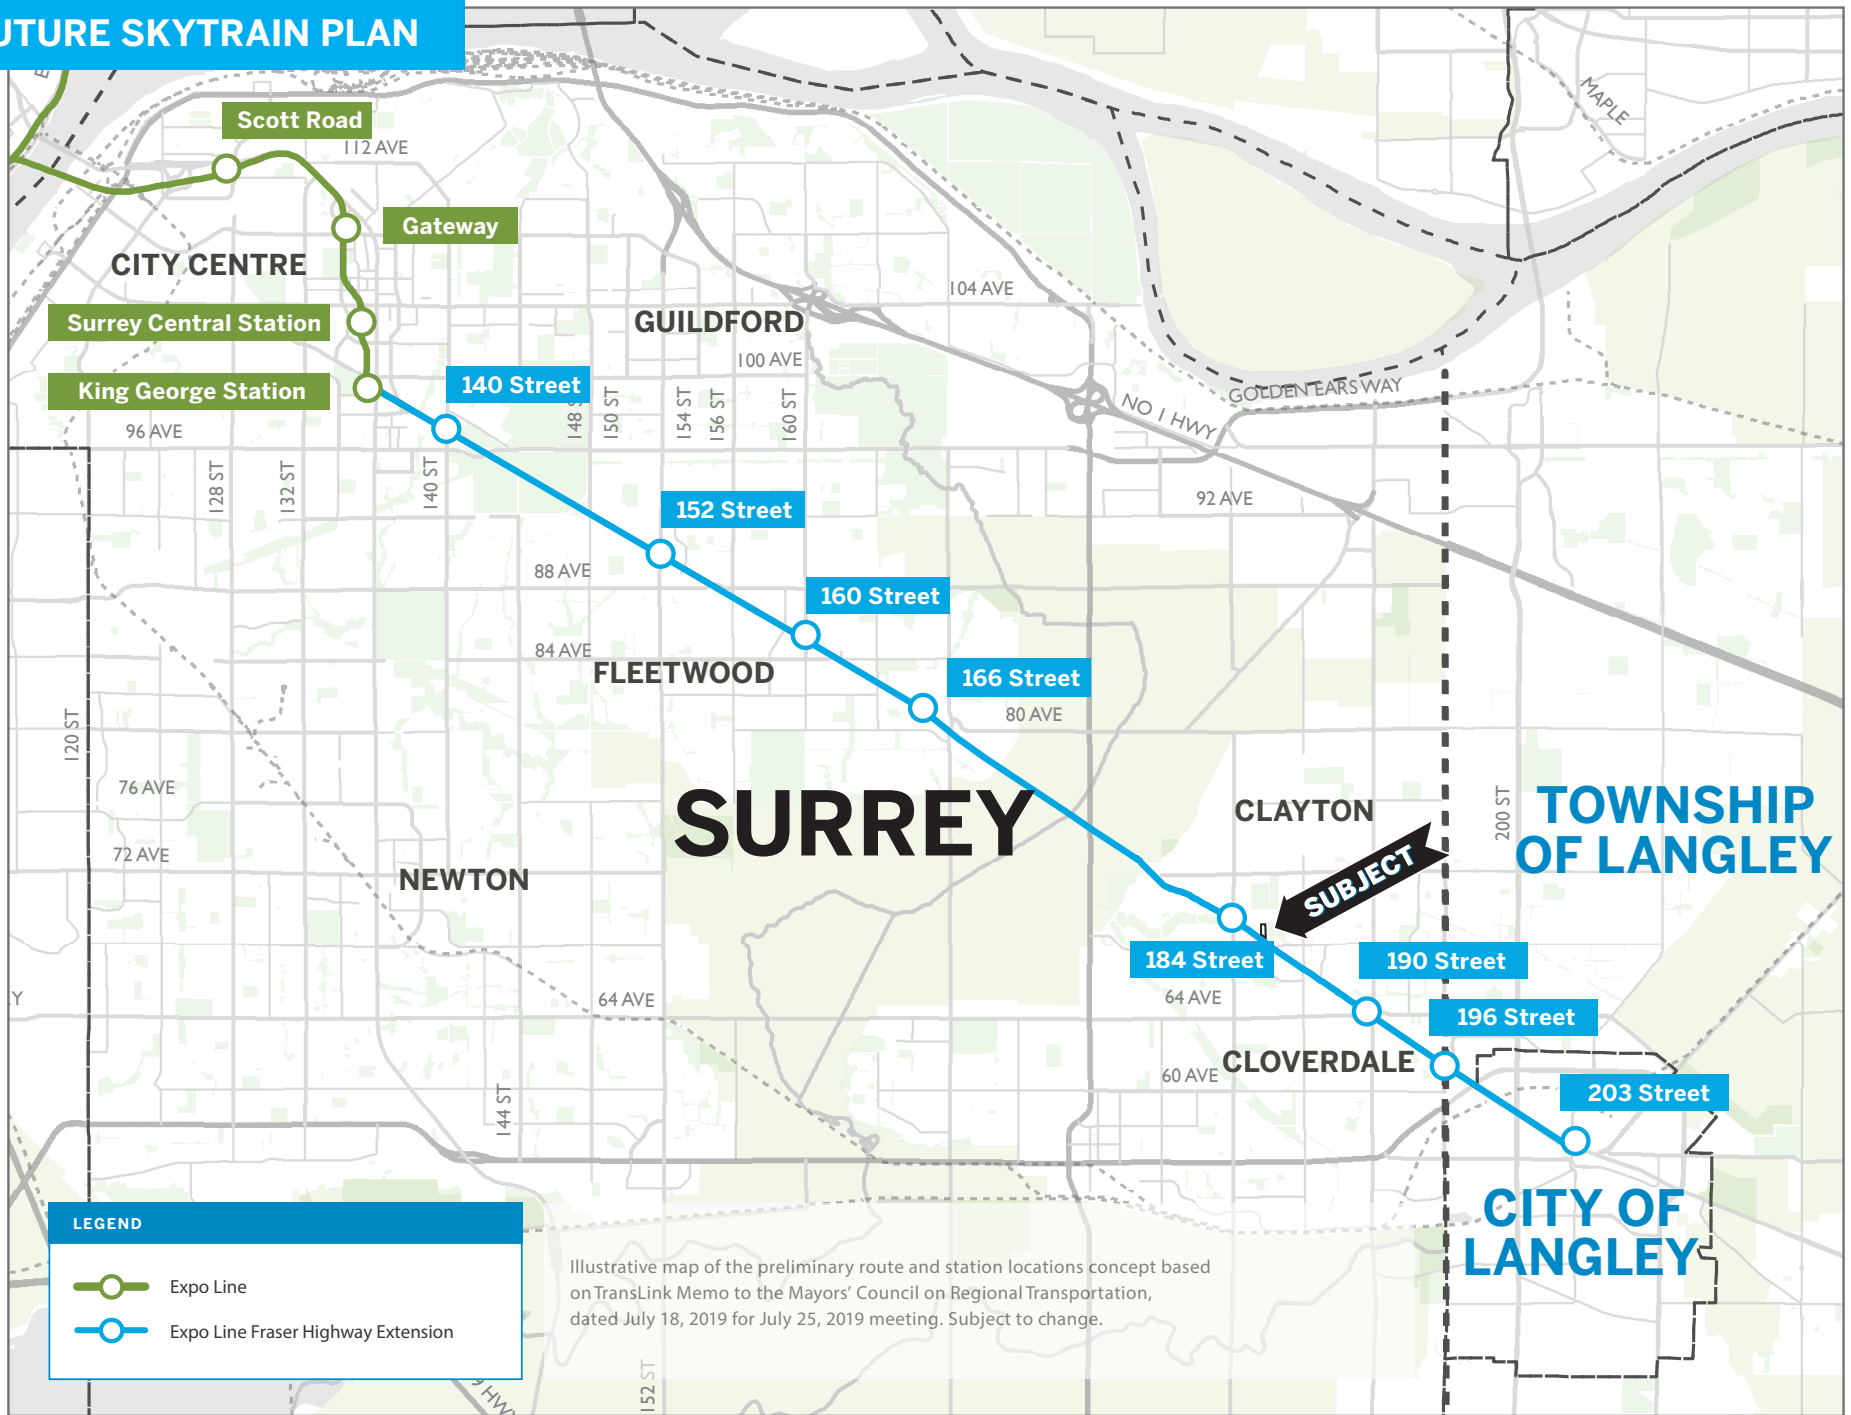 UTURE SKYTRAIN PLAN
MAPLE
Scott Road
112 AVE
Gateway
CITY CENTRE
104 AVE
Surrey Central Station
GUILDFORD
100 AVE
King George Station
140 Street
148
150 ST
154 ST
156 ST
160 ST
GOLDEN EARS WAY
NO 1 HWY
96 AVE
128 ST
132 ST
140 ST
92 AVE
152 Street
88 AVE
160 Street
84 AVE
FLEETWOOD
166 Street
80 AVE
120 ST
76 AVE
SURREY
CLAYTON
200 ST
TOWNSHIP
OF LANGLEY
72 AVE
NEWTON
SUBJECT
184 Street
190 Street
64 AVE
64 AVE
196 Street
CLOVERDALE
60 AVE
203 Street
144 ST
CITY OF
LANGLEY
LEGEND
Expo Line
Expo Line Fraser Highway Extension
Illustrative map of the preliminary route and station locations concept based
on TransLink Memo to the Mayors' Council on Regional Transportation,
dated July 18, 2019 for July 25, 2019 meeting. Subject to change.
152 ST
9 HWY